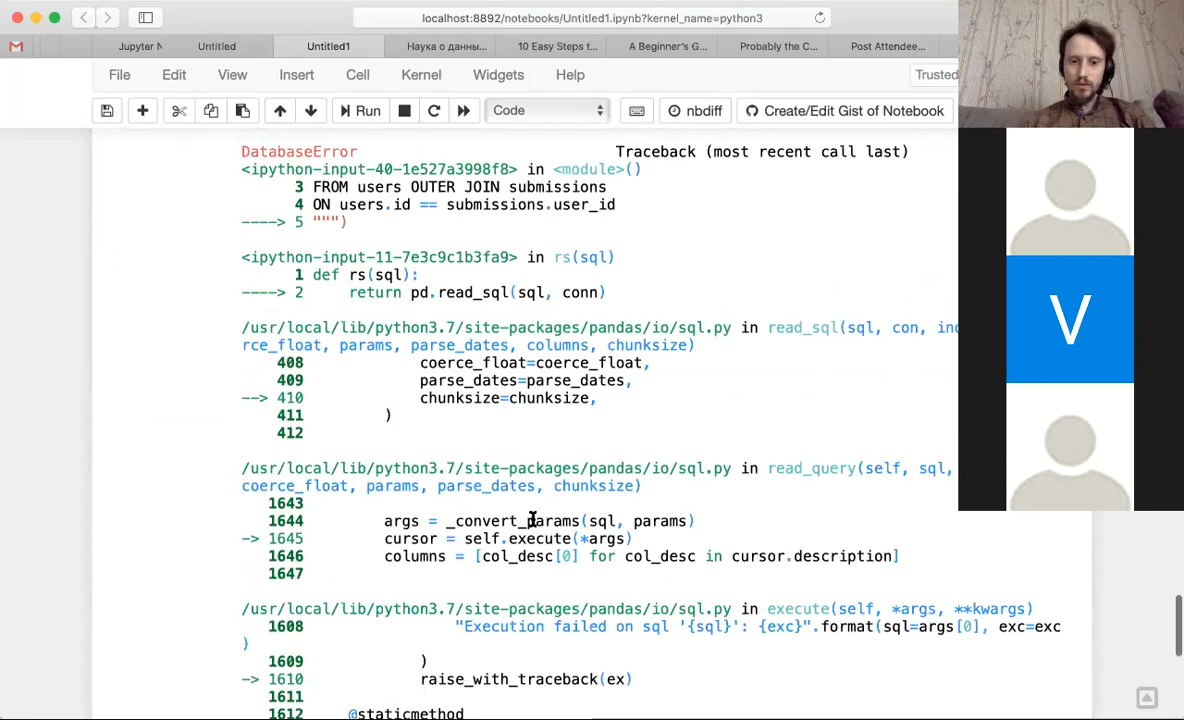 localhost:8892/notebooks/Untitled1.ipynb?kernel_name=python3
Jupyter N
Untitled
Untitled1
Наука о данны...
10 Easy Steps t...
A Beginner's G...
Probably the C...
Post Attendee...
File Edit View Insert Cell Kernel Widgets Help
Trusted
Run
Code
nbdiff
Create/Edit Gist of Notebook
DatabaseError Traceback (most recent call last)
<ipython-input-40-1e527a3998f8> in <module>()
3 FROM users OUTER JOIN submissions
4 ON users.id == submissions.user_id
----> 5 """)
<ipython-input-11-7e3c9c1b3fa9> in rs(sql)
1 def rs(sql):
----> 2 return pd.read_sql(sql, conn)
/usr/local/lib/python3.7/site-packages/pandas/io/sql.py in read_sql(sql, con, ind
rce_float, params, parse_dates, columns, chunksize)
408 coerce_float=coerce_float,
409 parse_dates=parse_dates,
--> 410 chunksize=chunksize,
411 )
412
/usr/local/lib/python3.7/site-packages/pandas/io/sql.py in read_query(self, sql,
coerce_float, params, parse_dates, chunksize)
1643
1644 args = _convert_params(sql, params)
-> 1645 cursor = self.execute(*args)
1646 columns = [col_desc[0] for col_desc in cursor.description]
1647
/usr/local/lib/python3.7/site-packages/pandas/io/sql.py in execute(self, *args, **kwargs)
1608 "Execution failed on sql '{sql}': {exc}".format(sql=args[0], exc=exc
)
1609 )
-> 1610 raise_with_traceback(ex)
1611
1612 @staticmethod
V